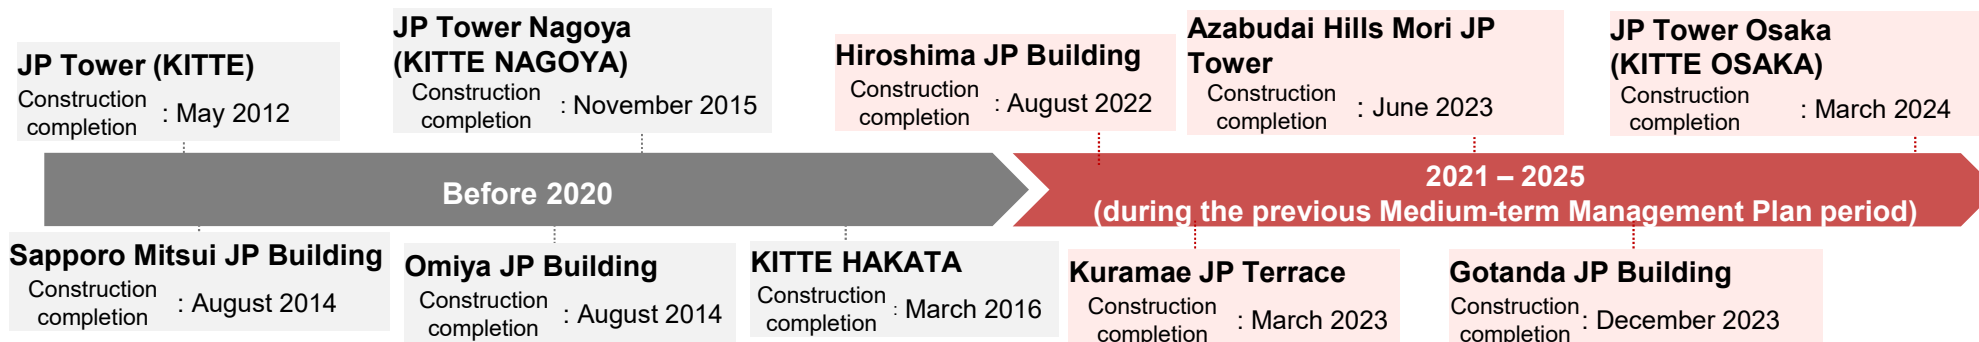 JP Tower (KITTE)
Construction
completion
: May 2012
JP Tower Nagoya
(KITTE NAGOYA)
Construction
completion
: November 2015
Hiroshima JP Building
Construction
completion
: August 2022
Azabudai Hills Mori JP
Tower
Construction
completion
: June 2023
JP Tower Osaka
(KITTE OSAKA)
Construction
completion
: March 2024
Before 2020
2021 – 2025
(during the previous Medium-term Management Plan period)
Sapporo Mitsui JP Building
Construction
completion
: August 2014
Omiya JP Building
Construction
completion
: August 2014
KITTE HAKATA
Construction
completion
: March 2016
Kuramae JP Terrace
Construction
completion
: March 2023
Gotanda JP Building
Construction
completion
: December 2023